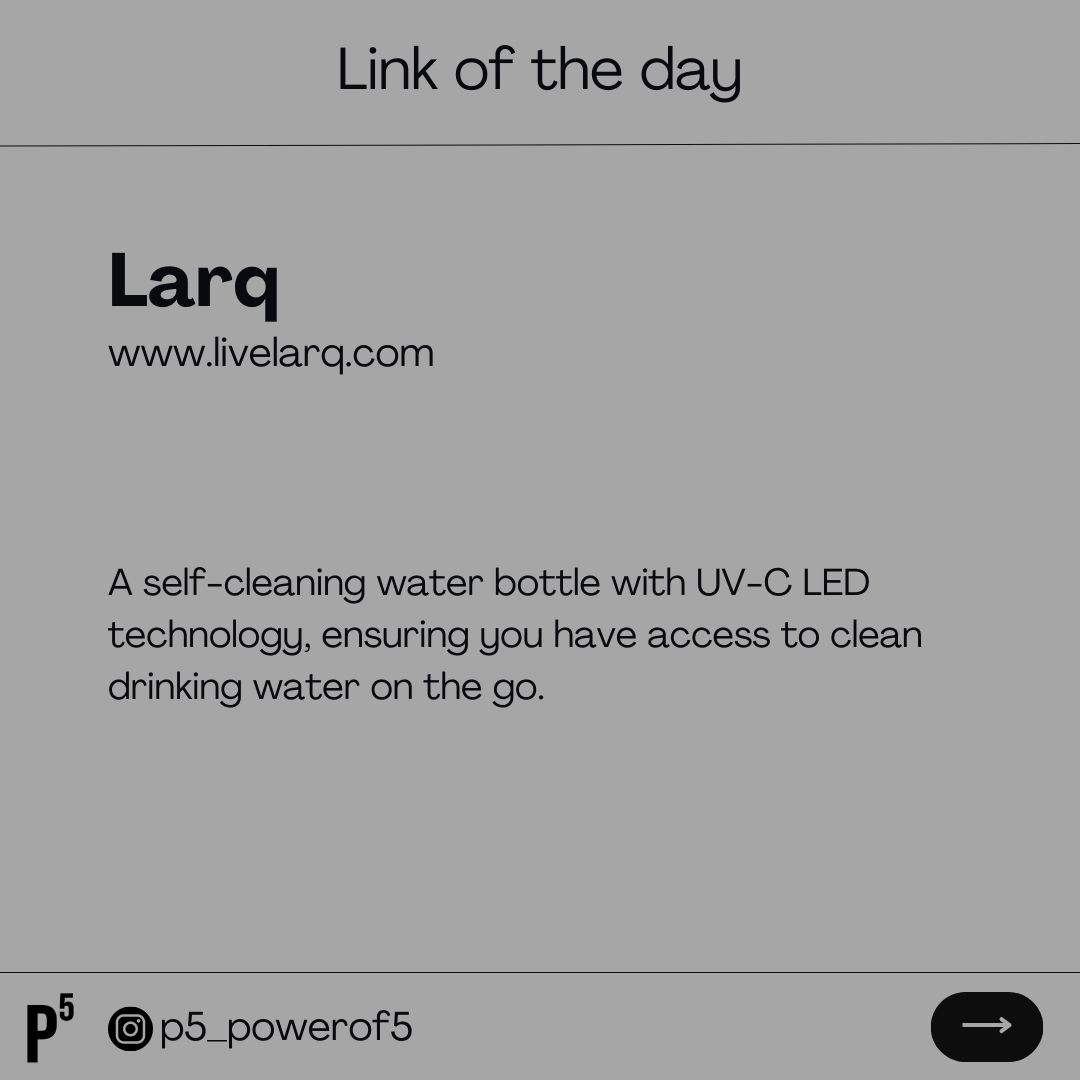 Link of the day
Larq
www.livelarq.com
A self-cleaning water bottle with UV-C LED
technology, ensuring you have access to clean
drinking water on the go.
P5 p5_powerof5